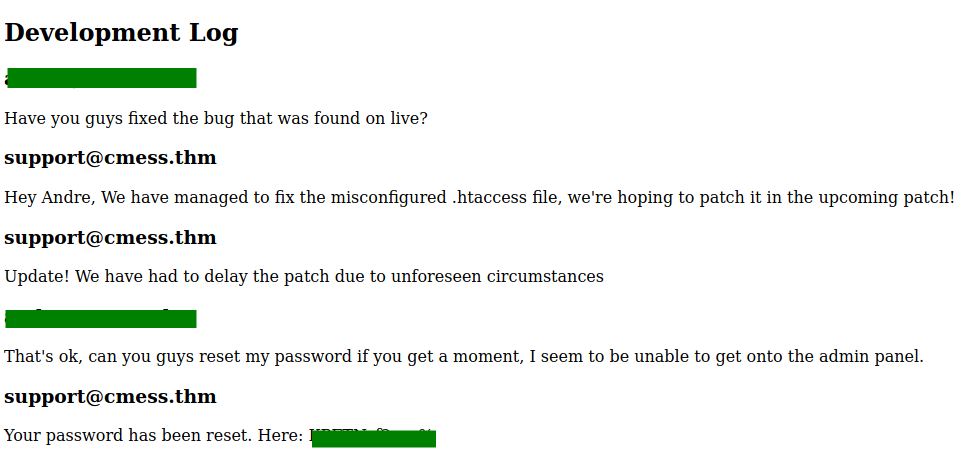 Development Log
Have you guys fixed the bug that was found on live?
support@cmess.thm
Hey Andre, We have managed to fix the misconfigured .htaccess file, we're hoping to patch it in the upcoming patch!
support@cmess.thm
Update! We have had to delay the patch due to unforeseen circumstances
That's ok, can you guys reset my password if you get a moment, I seem to be unable to get onto the admin panel.
support@cmess.thm
Your password has been reset. Here: